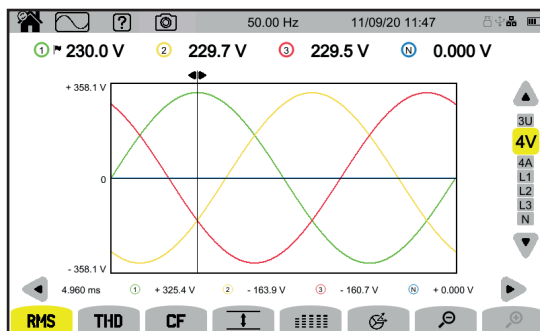 ? 50.00 Hz 11/09/20 11:47
1 230.0 V 2 229.7 V 3 229.5 V N 0.000 V
+ 358.1 V
0
- 358.1 V
3U
4V
4A
L1
L2
L3
N
4.960 ms 1 + 325.4 V 2 - 163.9 V 3 - 160.7 V N + 0.000 V
RMS THD CF